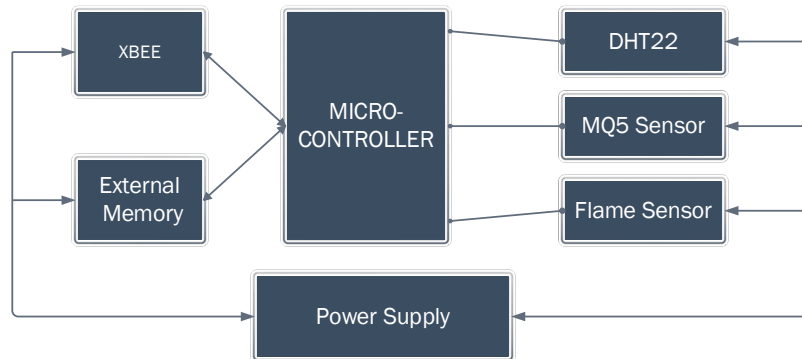 XBEE
External
Memory
MICRO-
CONTROLLER
DHT22
MQ5 Sensor
Flame Sensor
Power Supply